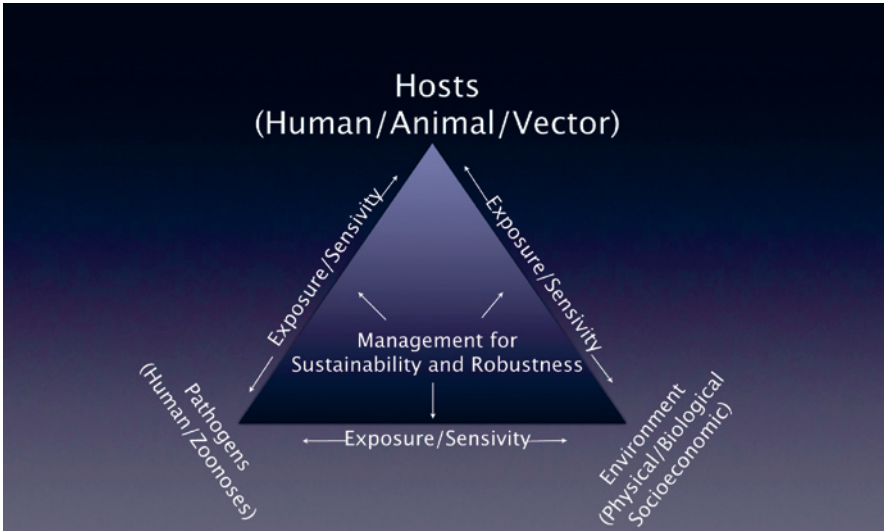 Hosts
(Human/Animal/Vector)
Exposure/Sensivity
Exposure/Sensivity
Management for
Sustainability and Robustness
Pathogens
(Human/Zoonoses)
Exposure/Sensivity
Environment
(Physical/Biological
Socioeconomic)